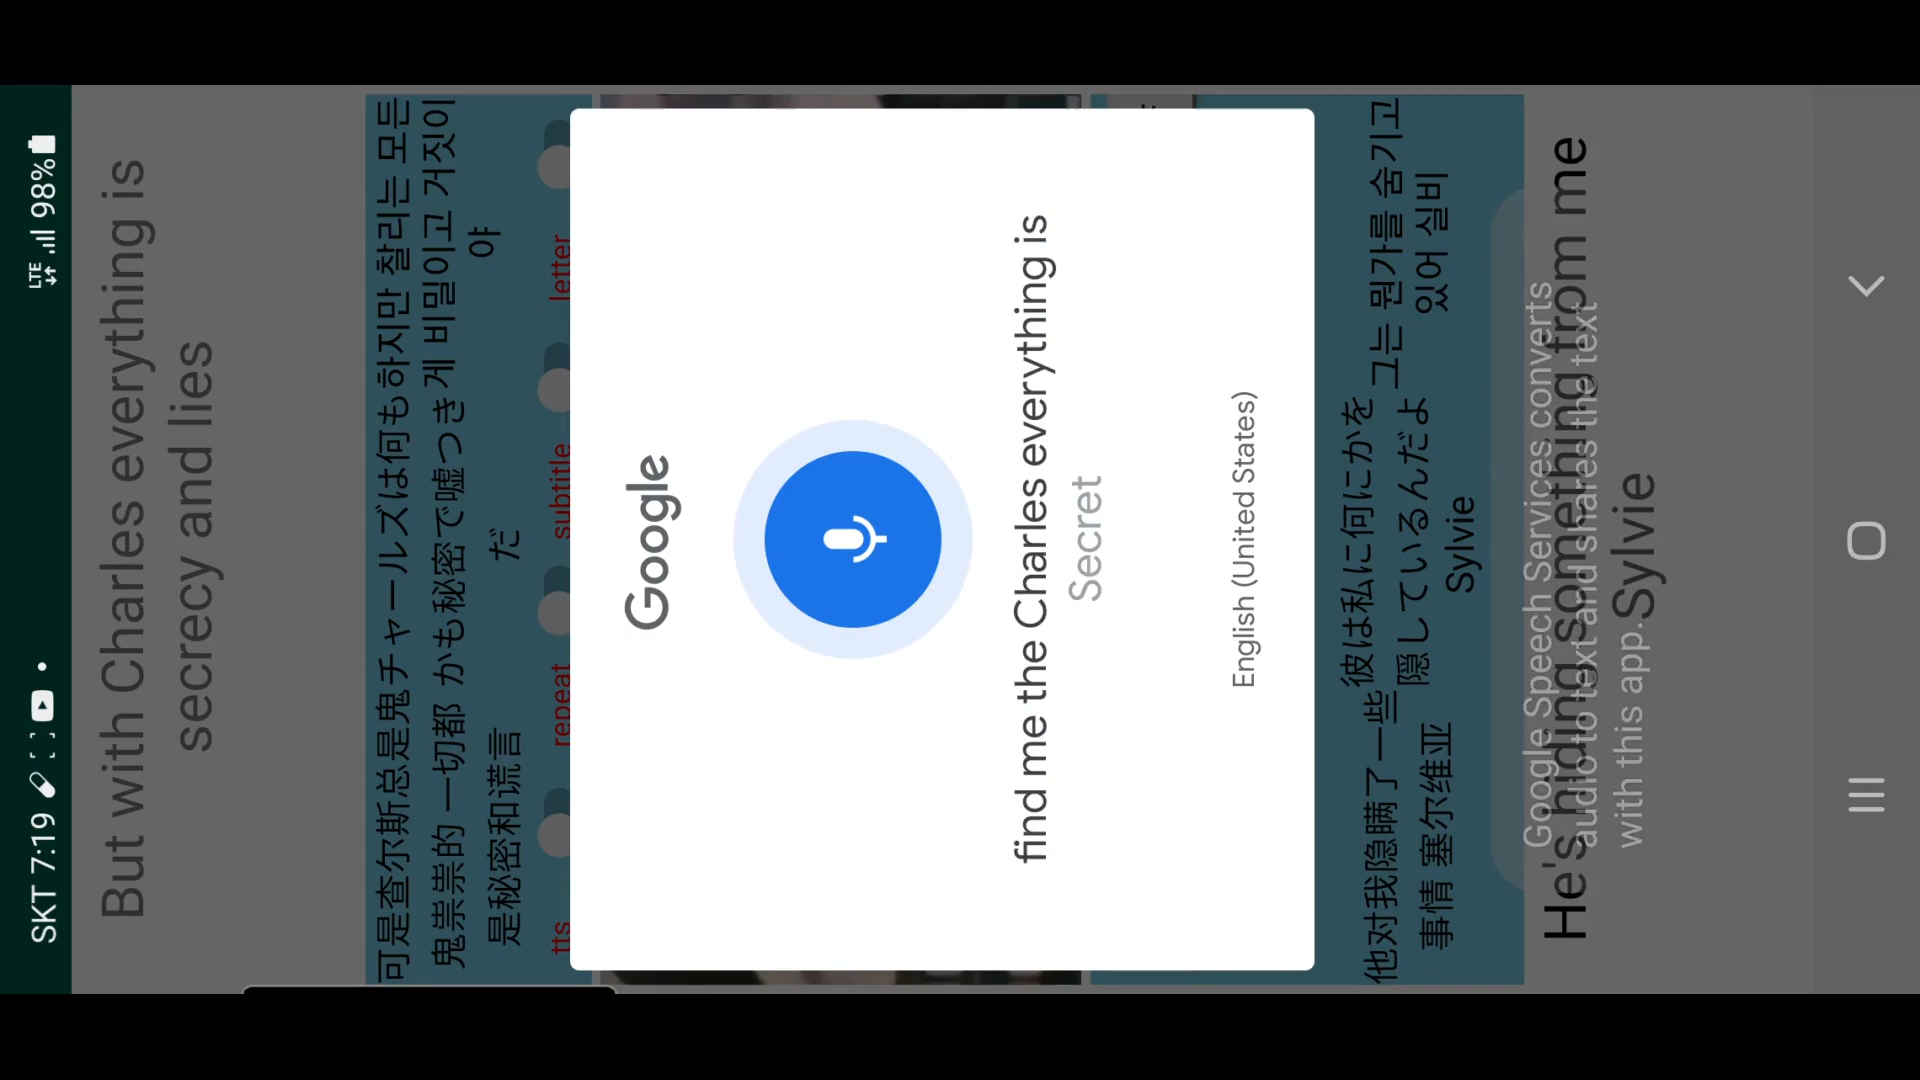 SKT 7:19
LTE
98%
But with Charles everything is
secrecy and lies
可是查尔斯总是鬼
鬼祟祟的 一切都
是秘密和谎言
チャールズは何も
かも秘密で嘘つき
だ
하지만 찰리는 모든
게 비밀이고 거짓이
야
tts
repeat
subtitle
letter
Google
find me the Charles everything is
Secret
English (United States)
他对我隐瞒了一些
事情 塞尔维亚
彼は私に何にかを
隠しているんだよ
Sylvie
그는 뭔가를 숨기고
있어 실비
He's hiding something from me
Sylvie
Google Speech Services converts
audio to text and shares the text
with this app.